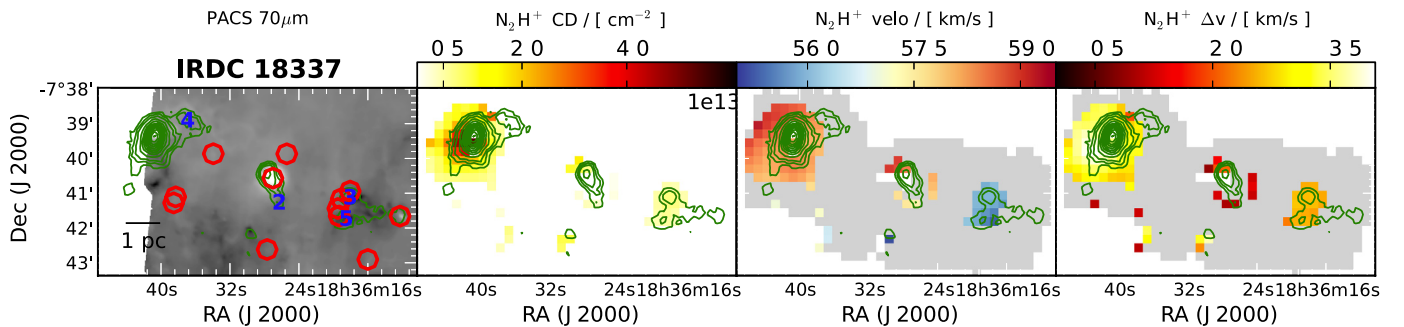 PACS 70μm
N₂H⁺ CD / [ cm⁻² ]
N₂H⁺ velo / [ km/s ]
N₂H⁺ Δv / [ km/s ]
0 5 2 0 4 0
56 0 57 5 59 0
0 5 2 0 3 5
IRDC 18337
1e13
-7°38'
39'
40'
41'
42'
43'
4
3
2
5
1 pc
Dec (J 2000)
40s 32s 24s18h36m16s
40s 32s 24s18h36m16s
40s 32s 24s18h36m16s
40s 32s 24s18h36m16s
RA (J 2000)
RA (J 2000)
RA (J 2000)
RA (J 2000)